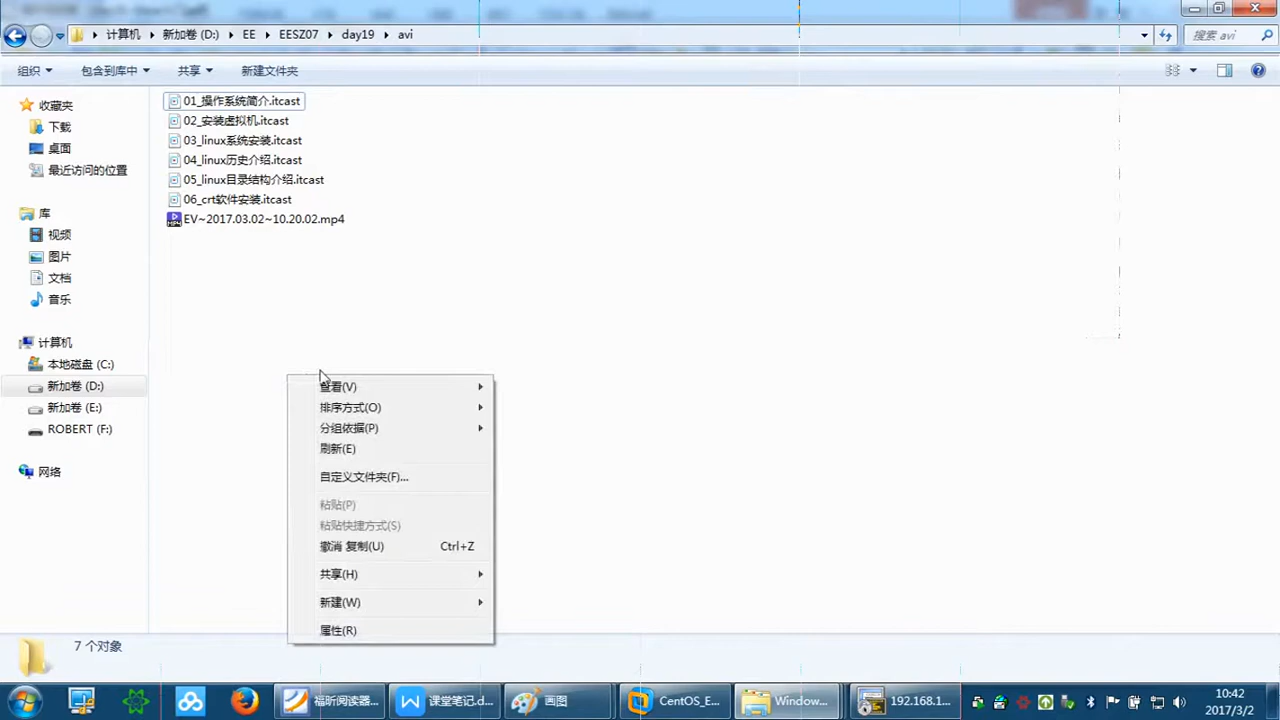 计算机 ▸ 新加卷 (D:) ▸ EE ▸ EESZ07 ▸ day19 ▸ avi
搜索 avi
组织 包含到库中 共享 新建文件夹
收藏夹
下载
桌面
最近访问的位置
库
视频
图片
文档
音乐
计算机
本地磁盘 (C:)
新加卷 (D:)
新加卷 (E:)
ROBERT (F:)
网络
01_操作系统简介.itcast
02_安装虚拟机.itcast
03_linux系统安装.itcast
04_linux历史介绍.itcast
05_linux目录结构介绍.itcast
06_crt软件安装.itcast
EV~2017.03.02~10.20.02.mp4
查看(V)
排序方式(O)
分组依据(P)
刷新(E)
自定义文件夹(F)...
粘贴(P)
粘贴快捷方式(S)
撤消 复制(U) Ctrl+Z
共享(H)
新建(W)
属性(R)
7 个对象
福昕阅读器... 课堂笔记.d... 画图 CentOS_E... Window... 192.168.1...
10:42
2017/3/2